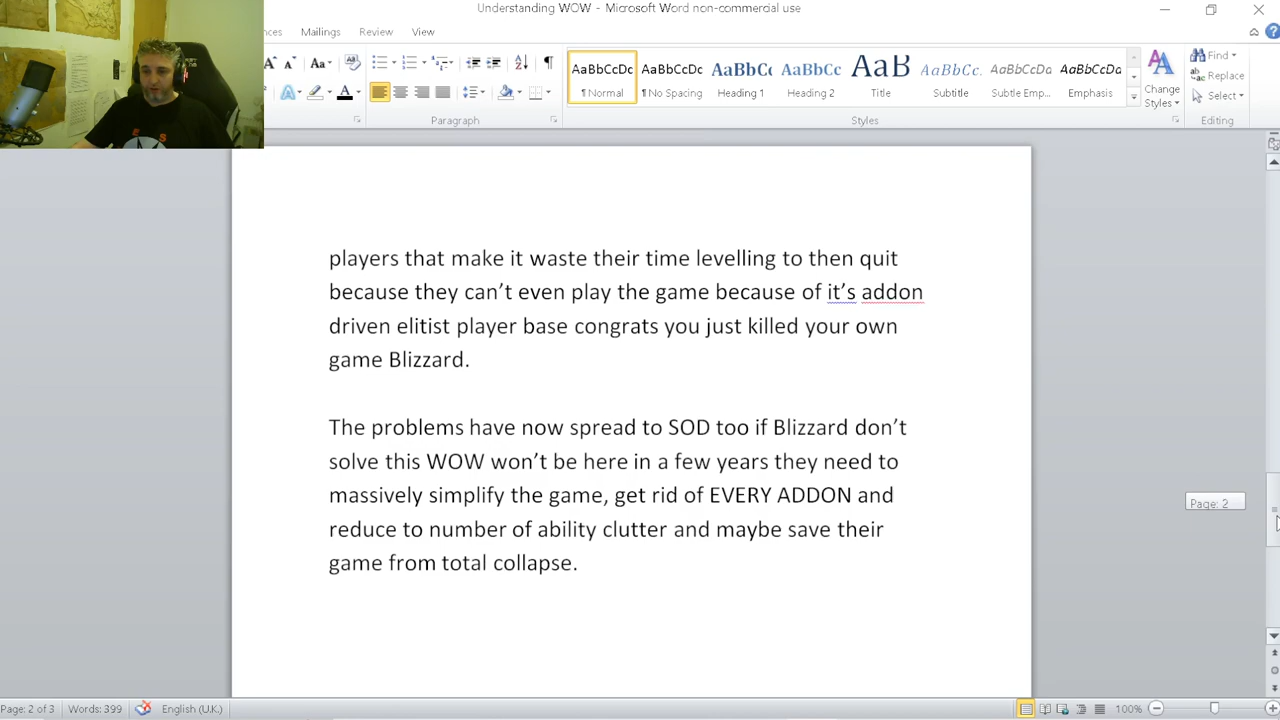 Understanding WOW - Microsoft Word non-commercial use
Mailings Review View
Aa
AaBbCcDc AaBbCcDc AaBbCc AaBbCc AaB AaBbCc. AaBbCcDa AaBbCcDa
¶ Normal ¶ No Spacing Heading 1 Heading 2 Title Subtitle Subtle Emp... Emphasis
Change
Styles
Find
Replace
Select
Paragraph Styles Editing
players that make it waste their time levelling to then quit
because they can't even play the game because of it's addon
driven elitist player base congrats you just killed your own
game Blizzard.
The problems have now spread to SOD too if Blizzard don't
solve this WOW won't be here in a few years they need to
massively simplify the game, get rid of EVERY ADDON and
reduce to number of ability clutter and maybe save their
game from total collapse.
Page: 2
Page: 2 of 3 Words: 399 English (U.K.) 100%